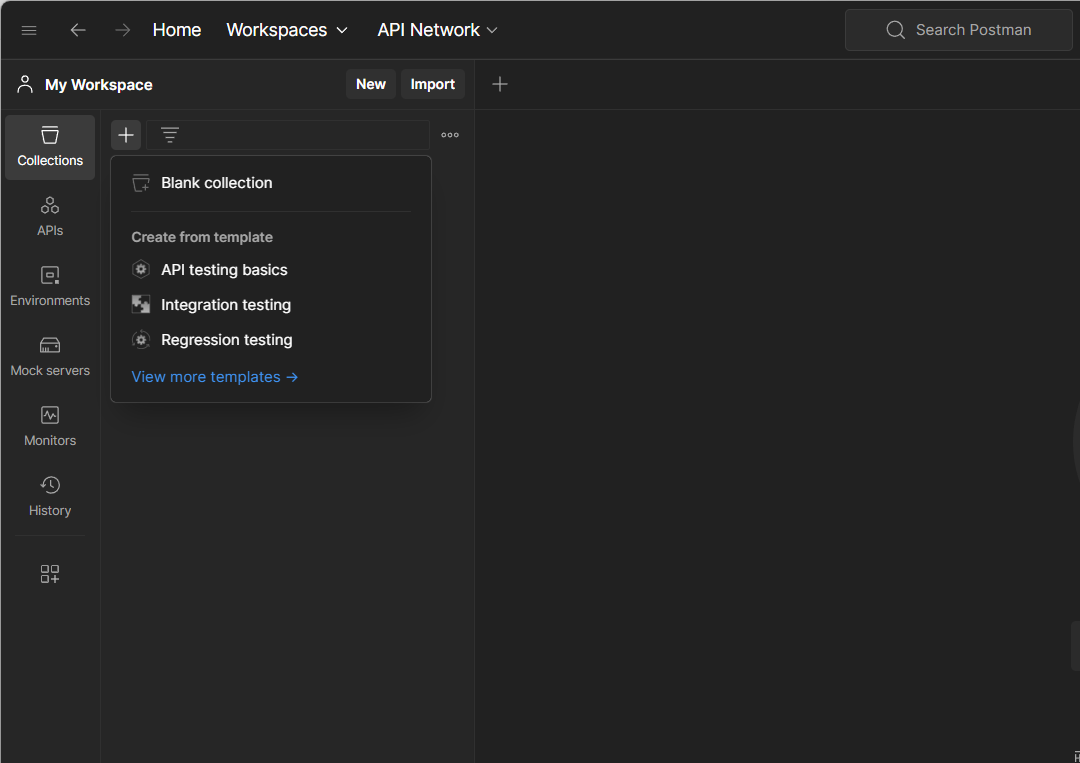 Home Workspaces API Network Search Postman
My Workspace New Import
Collections
Blank collection
APIs
Create from template
API testing basics
Environments
Integration testing
Regression testing
Mock servers
View more templates →
Monitors
History